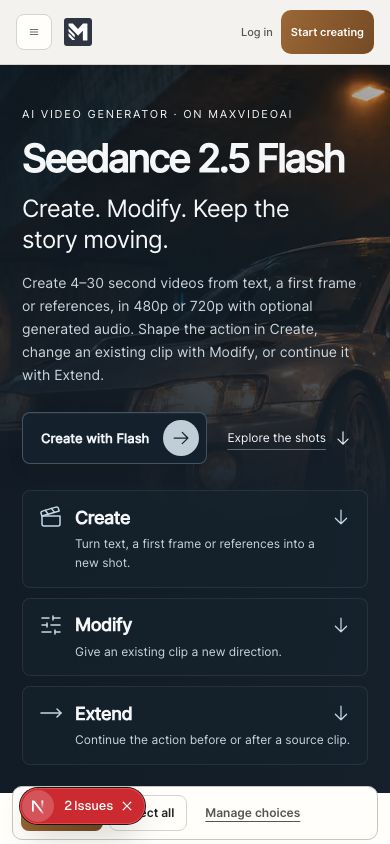 Log in
Start creating
AI VIDEO GENERATOR · ON MAXVIDEOAI
Seedance 2.5 Flash
Create. Modify. Keep the
story moving.
Create 4–30 second videos from text, a first frame
or references, in 480p or 720p with optional
generated audio. Shape the action in Create,
change an existing clip with Modify, or continue it
with Extend.
Create with Flash
Explore the shots
Create
Turn text, a first frame or references into a
new shot.
Modify
Give an existing clip a new direction.
Extend
Continue the action before or after a source clip.
N
2 Issues
all
Manage choices